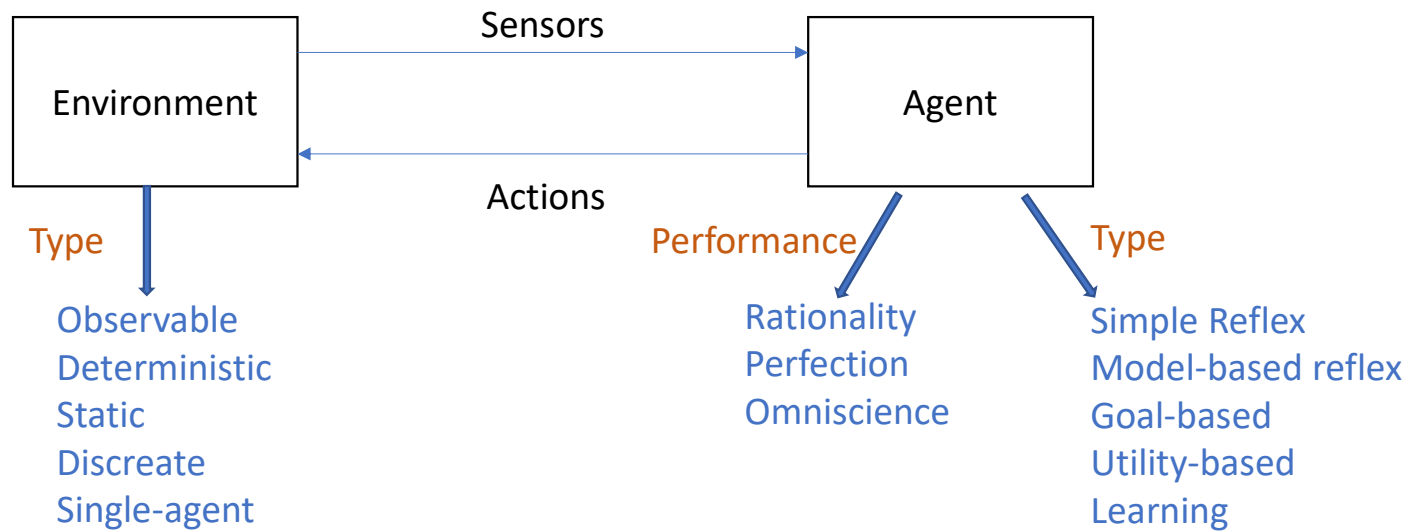 Sensors
Environment
Agent
Actions
Type
Performance
Type
Observable
Deterministic
Static
Discreate
Single-agent
Rationality
Perfection
Omniscience
Simple Reflex
Model-based reflex
Goal-based
Utility-based
Learning